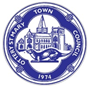 OTTERY ST MARY TOWN COUNCIL
1974